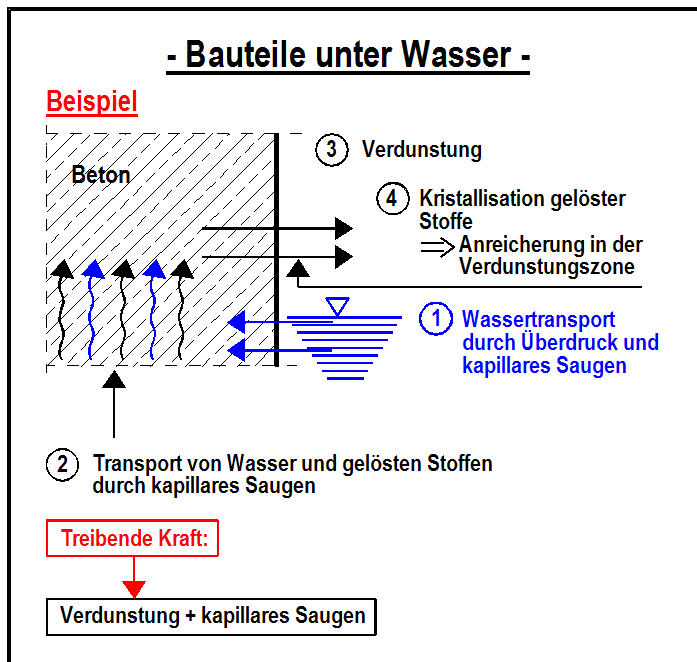 - Bauteile unter Wasser -
Beispiel
Beton
3 Verdunstung
4 Kristallisation gelöster
Stoffe
⇒ Anreicherung in der
Verdunstungszone
1 Wassertransport
durch Überdruck und
kapillares Saugen
2 Transport von Wasser und gelösten Stoffen
durch kapillares Saugen
Treibende Kraft:
Verdunstung + kapillares Saugen